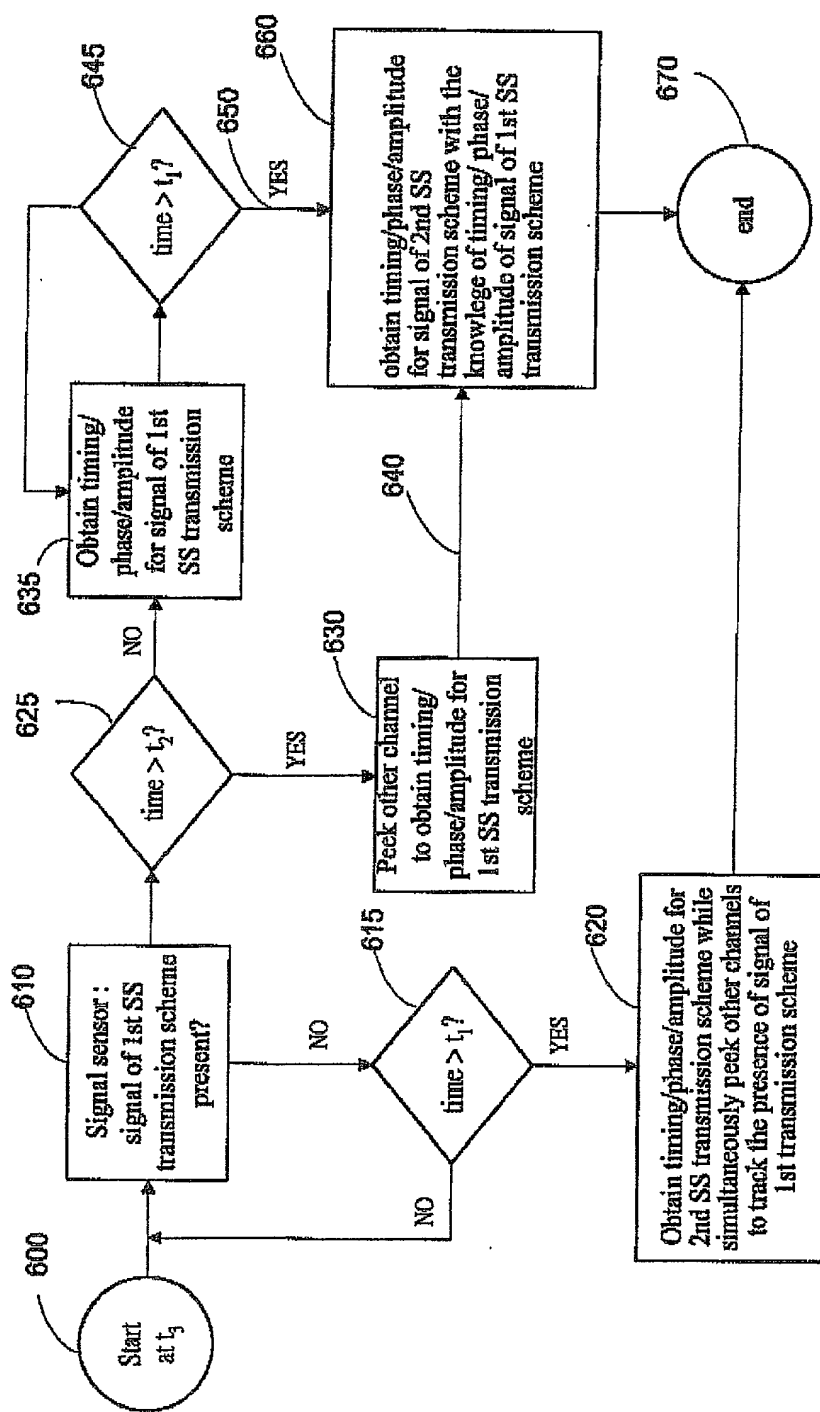 600
Start
at t3
610
Signal sensor :
signal of 1st SS
transmission scheme
present?
NO
615
time > t1?
NO
YES
620
Obtain timing/phase/amplitude for
2nd SS transmission scheme while
simultaneously peek other channels
to track the presence of signal of
1st transmission scheme
625
time > t2?
NO
YES
630
Peek other channel
to obtain timing/
phase/amplitude for
1st SS transmission
scheme
640
635
Obtain timing/
phase/amplitude
for signal of 1st
SS transmission
scheme
645
time > t1?
650
YES
660
obtain timing/phase/amplitude
for signal of 2nd SS
transmission scheme with the
knowlege of timing/ phase/
amplitude of signal of 1st SS
transmission scheme
670
end